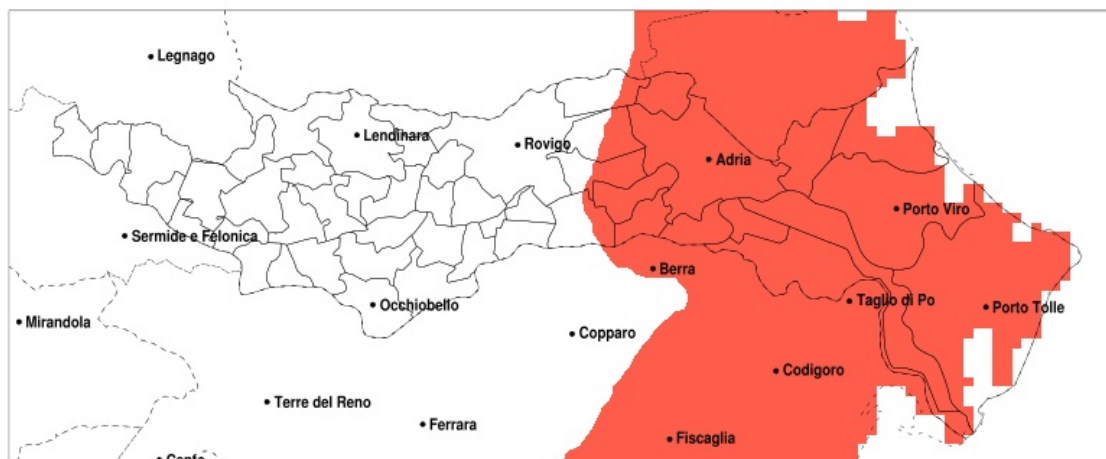 Legnago
Lendinara
Rovigo
Adria
Porto Viro
Sermide e Felonica
Berra
Taglio di Po
Occhiobello
Porto Tolle
Mirandola
Copparo
Codigoro
Terre del Reno
Ferrara
Fiscaglia